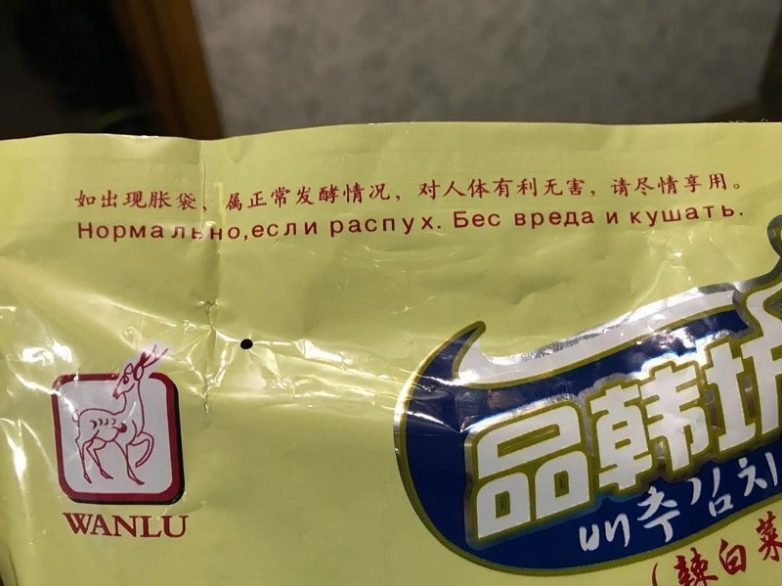 如出现胀袋，属正常发酵情况，对人体有利无害，请尽情享用。
Нормально,если распух. Бес вреда и кушать.
WANLU
品韩坊
배추김치
(辣白菜